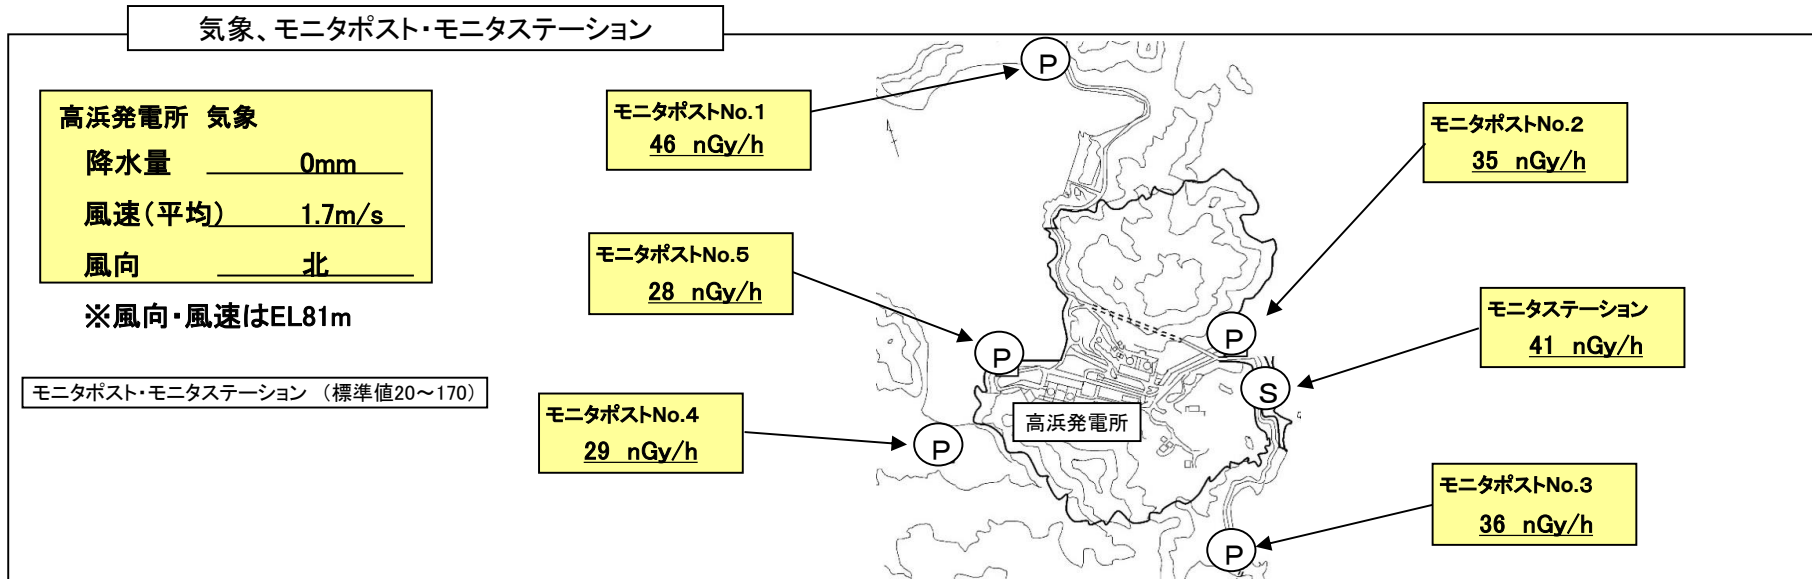 気象、モニタポスト・モニタステーション
高浜発電所 気象
降水量 0mm
風速(平均) 1.7m/s
風向 北
※風向・風速はEL81m
モニタポスト・モニタステーション (標準値20~170)
モニタポストNo.1
46 nGy/h
モニタポストNo.2
35 nGy/h
モニタポストNo.5
28 nGy/h
モニタステーション
41 nGy/h
モニタポストNo.4
29 nGy/h
モニタポストNo.3
36 nGy/h
高浜発電所
P
P
P
S
P
P